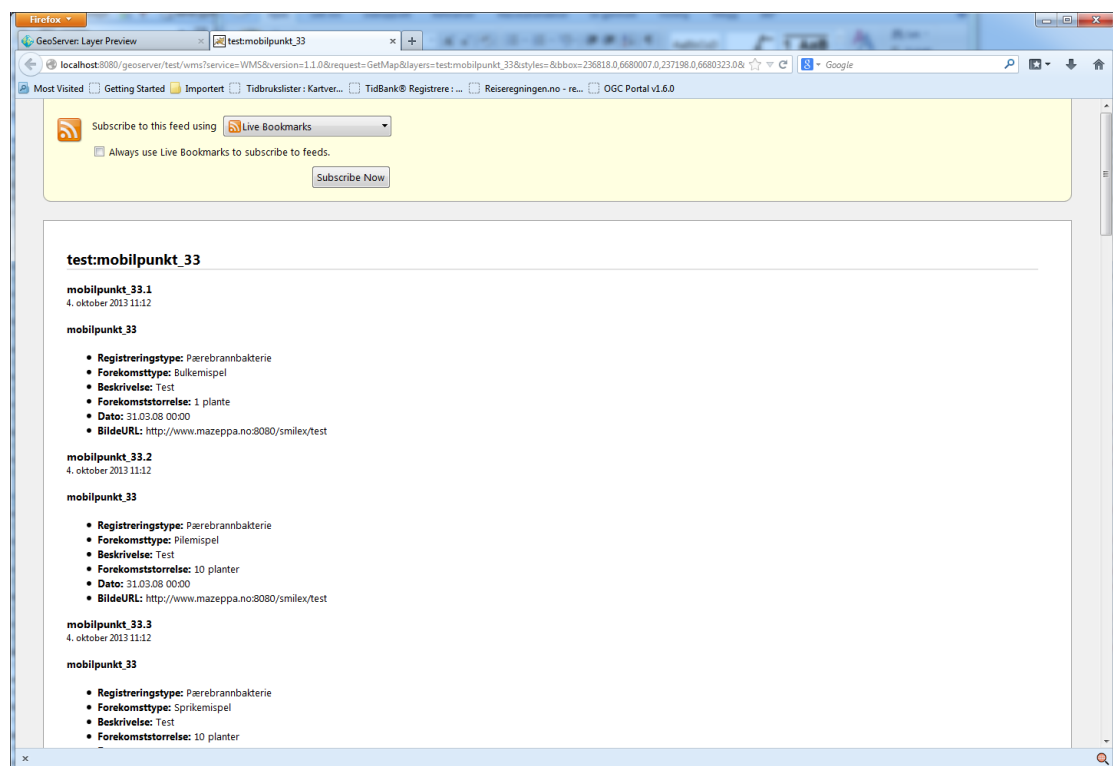 Firefox
GeoServer: Layer Preview
test:mobilpunkt_33
localhost:8080/geoserver/test/wms?service=WMS&version=1.1.0&request=GetMap&layers=test:mobilpunkt_33&styles=&bbox=236818.0,6680007.0,237198.0,6680323.0& Google
Most Visited Getting Started Importert Tidbrukslister : Kartver... TidBank® Registrere : ... Reiseregningen.no - re... OGC Portal v1.6.0
Subscribe to this feed using Live Bookmarks
Always use Live Bookmarks to subscribe to feeds.
Subscribe Now
test:mobilpunkt_33
mobilpunkt_33.1
4. oktober 2013 11:12
mobilpunkt_33
• Registreringstype: Pærebrannbakterie
• Forekomsttype: Bulkemispel
• Beskrivelse: Test
• Forekomststorrelse: 1 plante
• Dato: 31.03.08 00:00
• BildeURL: http://www.mazeppa.no:8080/smilex/test
mobilpunkt_33.2
4. oktober 2013 11:12
mobilpunkt_33
• Registreringstype: Pærebrannbakterie
• Forekomsttype: Pilemispel
• Beskrivelse: Test
• Forekomststorrelse: 10 planter
• Dato: 31.03.08 00:00
• BildeURL: http://www.mazeppa.no:8080/smilex/test
mobilpunkt_33.3
4. oktober 2013 11:12
mobilpunkt_33
• Registreringstype: Pærebrannbakterie
• Forekomsttype: Sprikemispel
• Beskrivelse: Test
• Forekomststorrelse: 10 planter